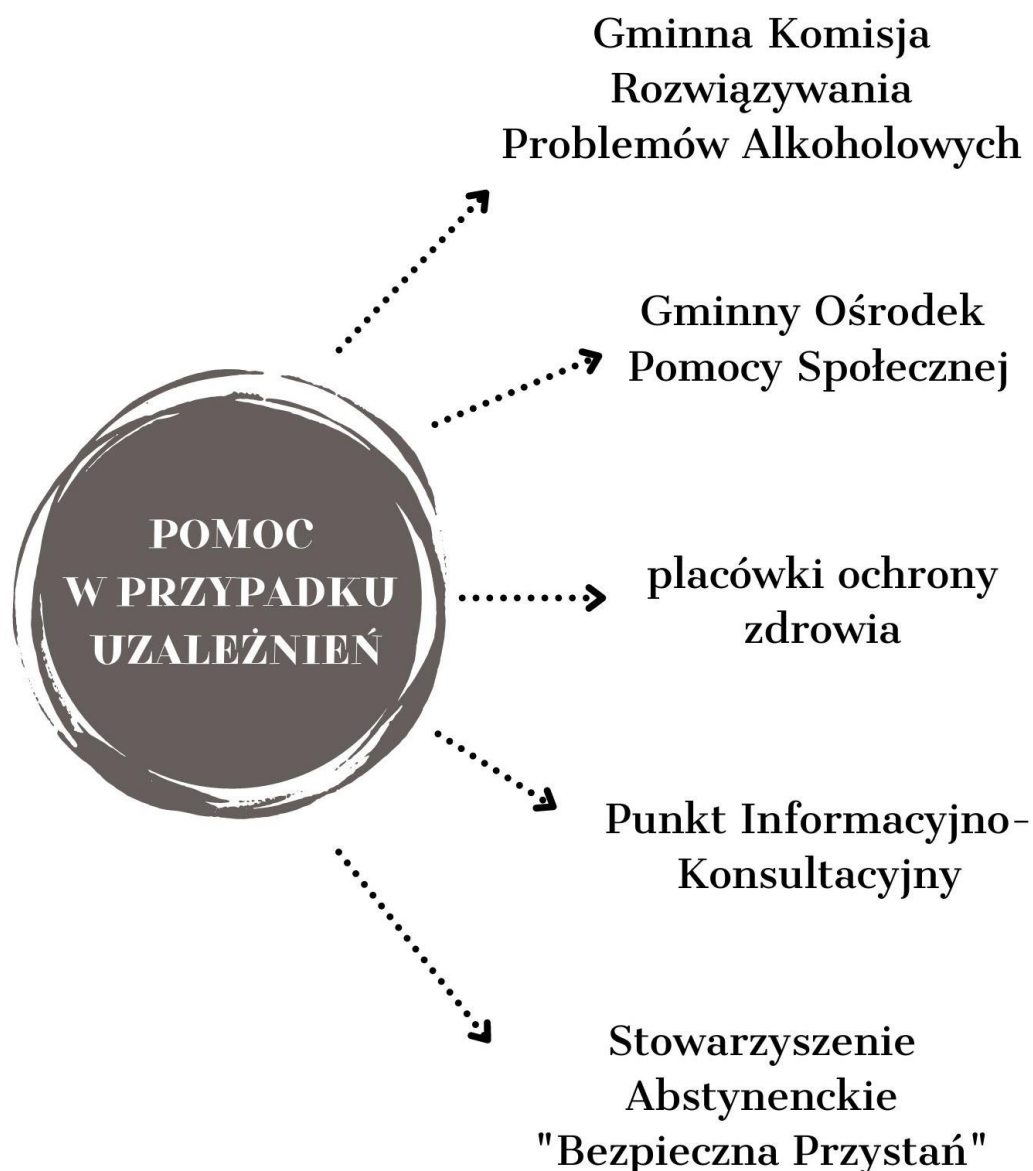 Gminna Komisja
Rozwiązywania
Problemów Alkoholowych
Gminny Ośrodek
Pomocy Społecznej
POMOC
W PRZYPADKU
UZALEŻNIEŃ
placówki ochrony
zdrowia
Punkt Informacyjno-
Konsultacyjny
Stowarzyszenie
Abstynenckie
"Bezpieczna Przystań"